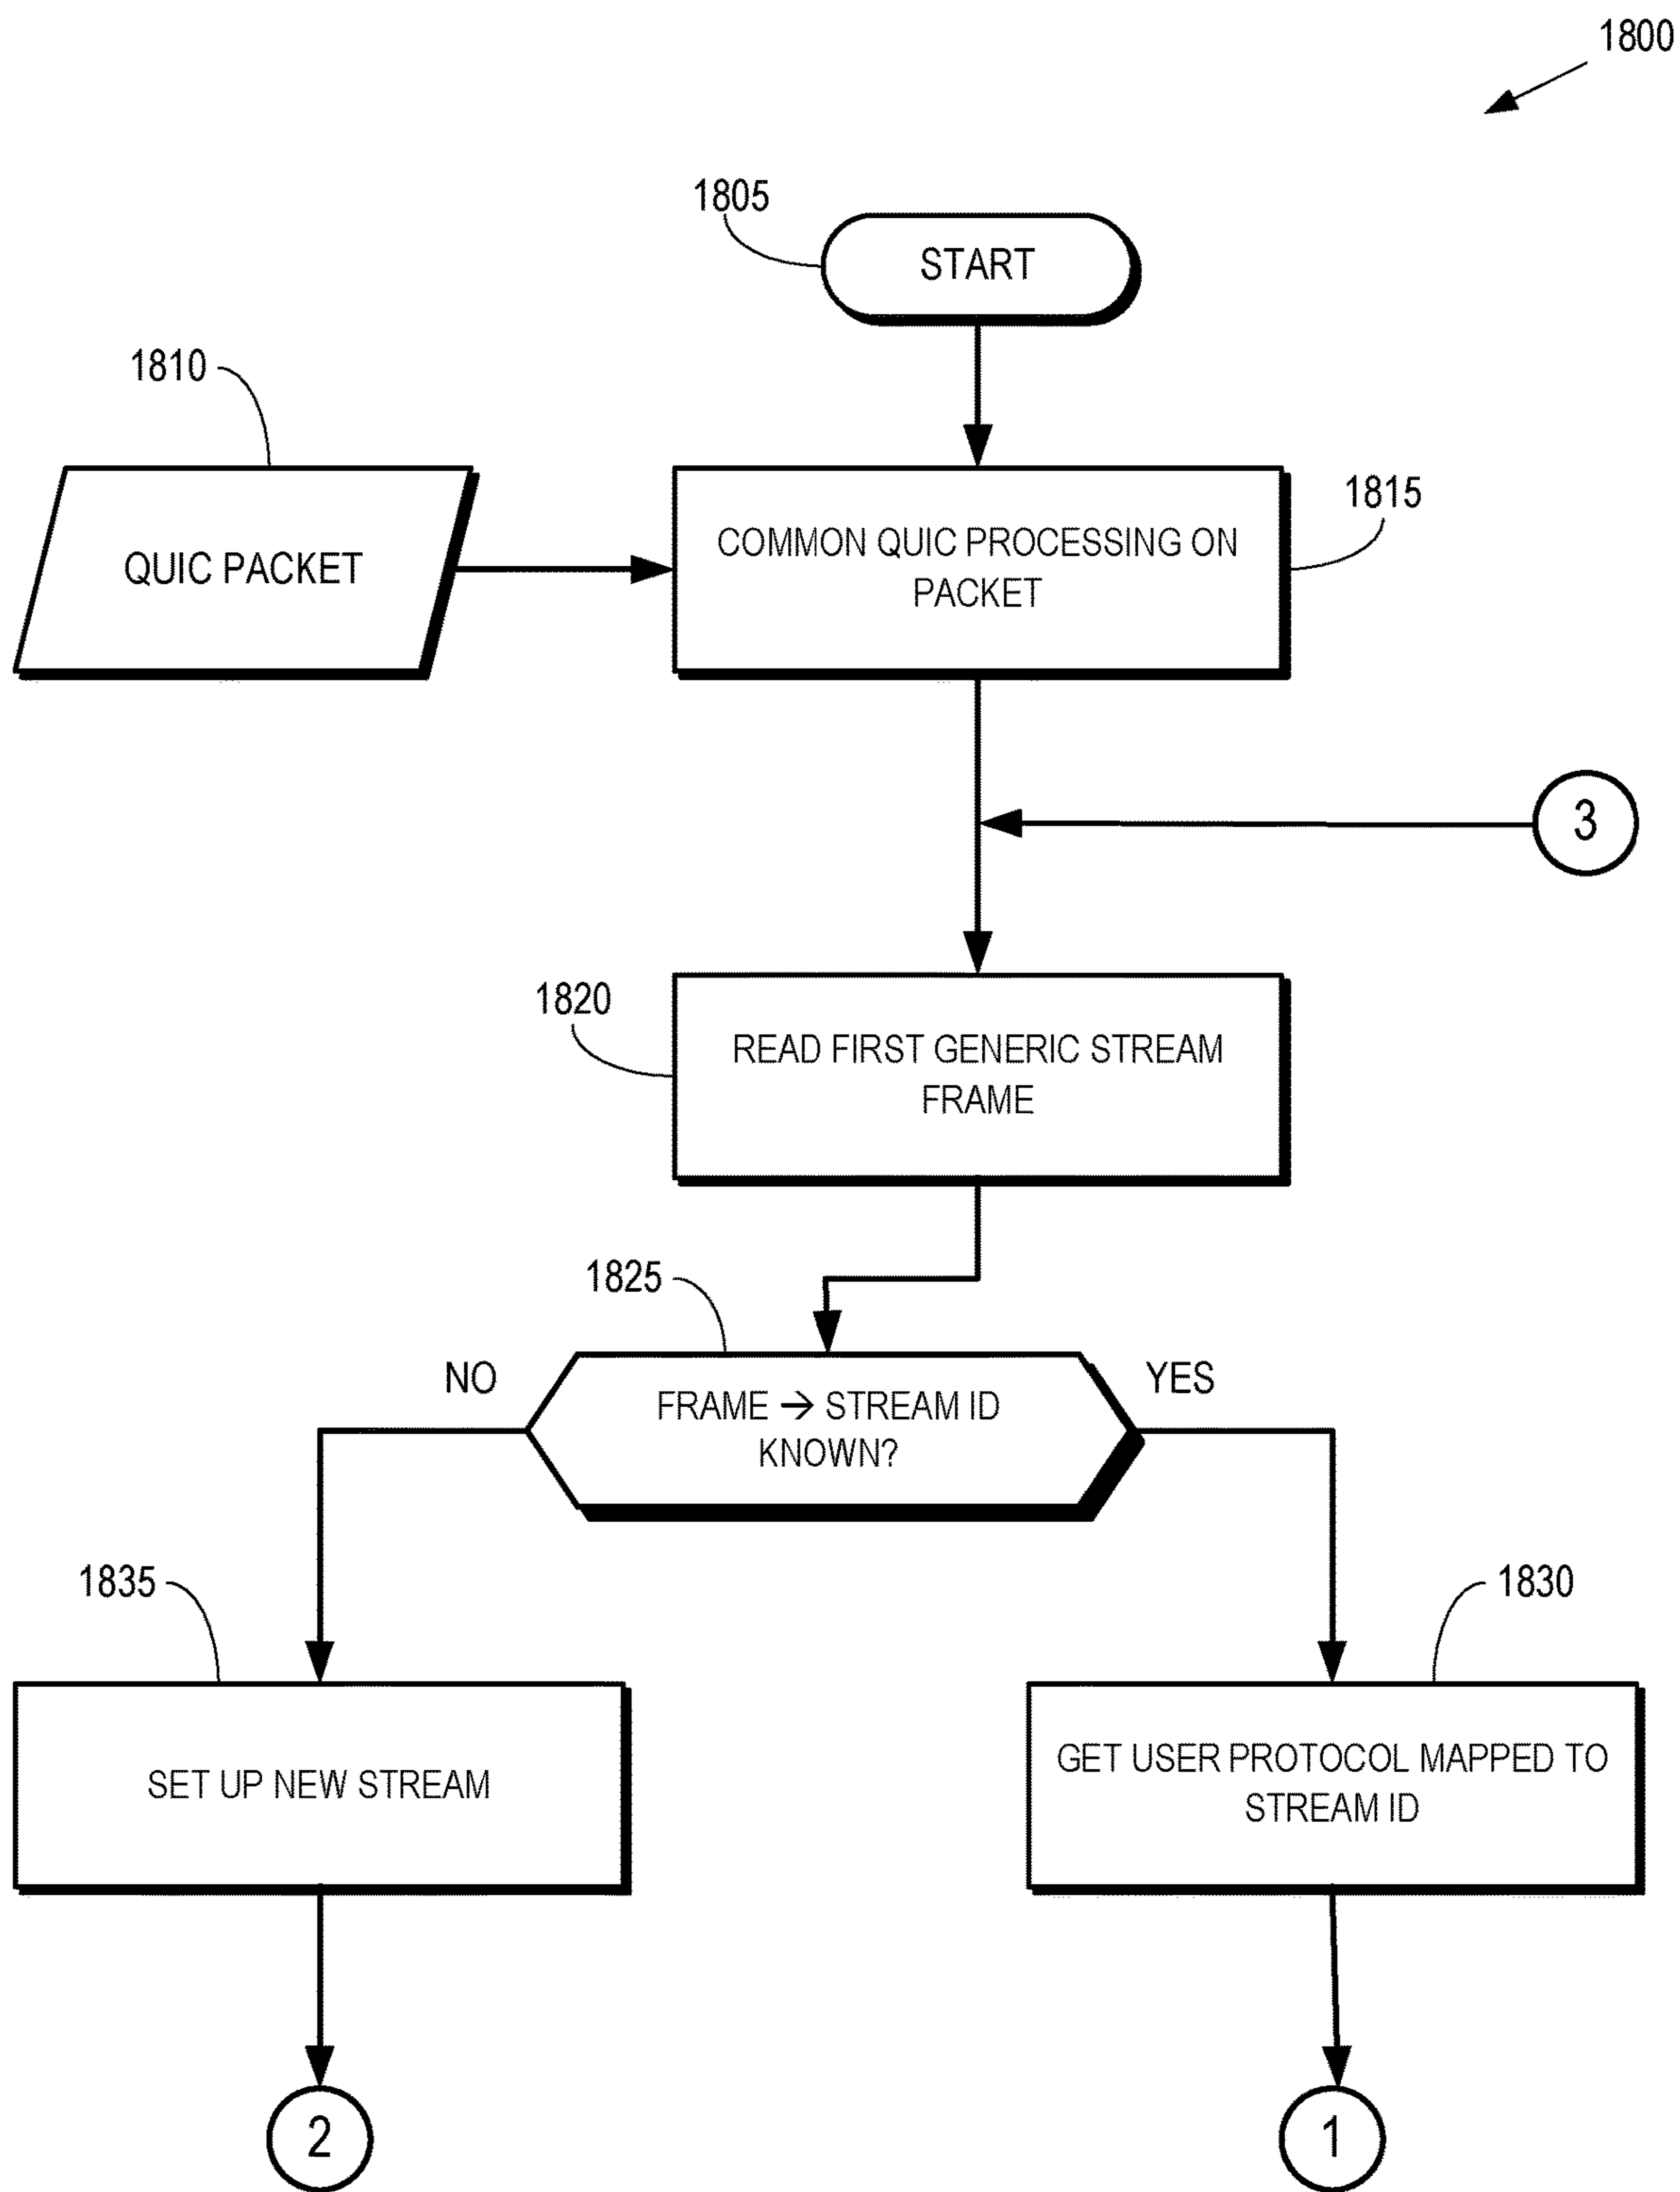 1800
1805
START
1810
QUIC PACKET
COMMON QUIC PROCESSING ON
PACKET
1815
3
1820
READ FIRST GENERIC STREAM
FRAME
1825
NO
YES
FRAME → STREAM ID
KNOWN?
1835
1830
SET UP NEW STREAM
GET USER PROTOCOL MAPPED TO
STREAM ID
2
1